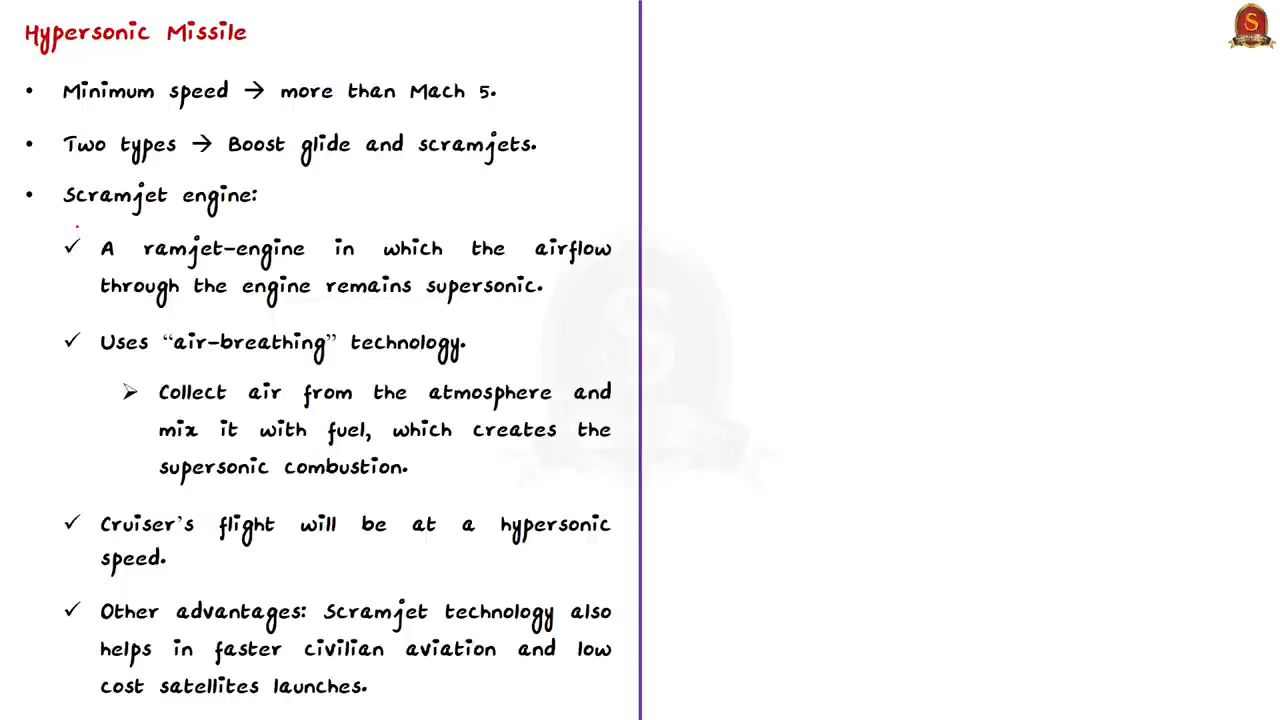 Hypersonic Missile
• Minimum speed → more than Mach 5.
• Two types → Boost glide and scramjets.
• Scramjet engine:
✓ A ramjet-engine in which the airflow
through the engine remains supersonic.
✓ Uses “air-breathing” technology.
➢ Collect air from the atmosphere and
mix it with fuel, which creates the
supersonic combustion.
✓ Cruiser’s flight will be at a hypersonic
speed.
✓ Other advantages: Scramjet technology also
helps in faster civilian aviation and low
cost satellites launches.
S